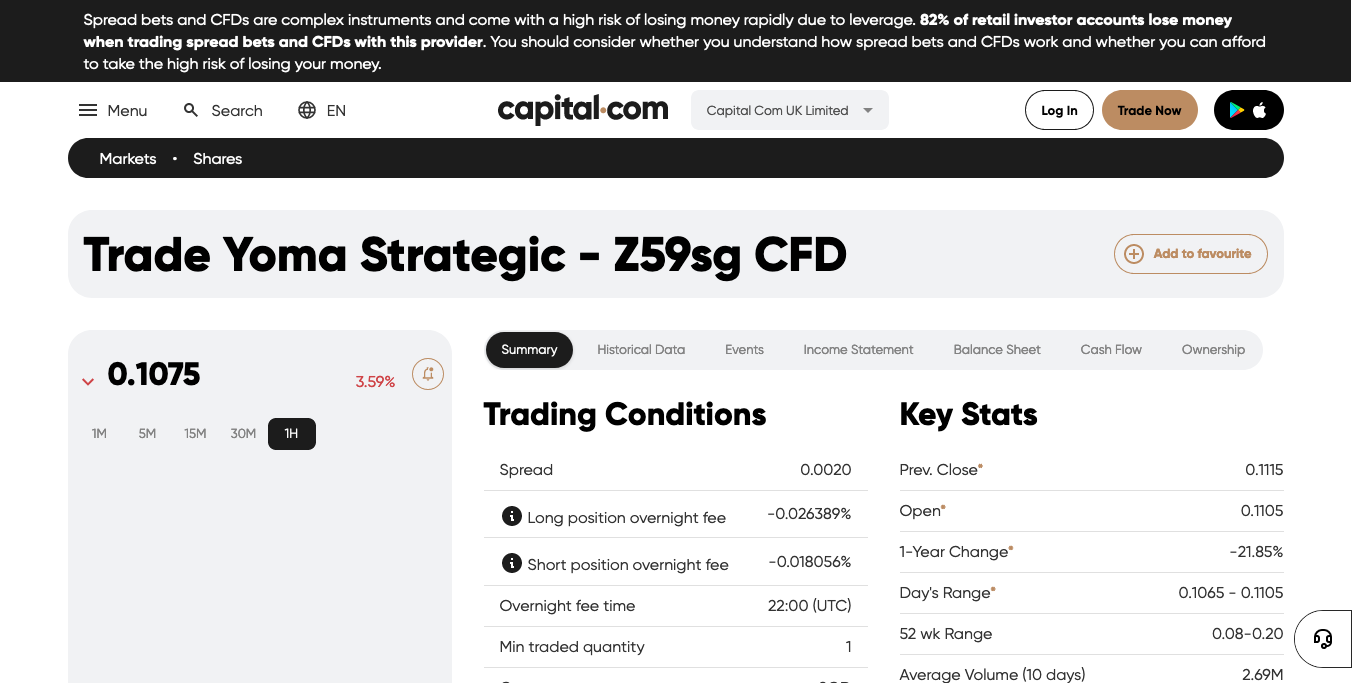 Spread bets and CFDs are complex instruments and come with a high risk of losing money rapidly due to leverage. 82% of retail investor accounts lose money
when trading spread bets and CFDs with this provider. You should consider whether you understand how spread bets and CFDs work and whether you can afford
to take the high risk of losing your money.
Menu Search EN capital.com Capital Com UK Limited Log In Trade Now
Markets • Shares
Trade Yoma Strategic - Z59sg CFD Add to favourite
0.1075 3.59%
1M 5M 15M 30M 1H
Summary Historical Data Events Income Statement Balance Sheet Cash Flow Ownership
Trading Conditions
Spread 0.0020
Long position overnight fee -0.026389%
Short position overnight fee -0.018056%
Overnight fee time 22:00 (UTC)
Min traded quantity 1
Key Stats
Prev. Close* 0.1115
Open* 0.1105
1-Year Change* -21.85%
Day's Range* 0.1065 - 0.1105
52 wk Range 0.08-0.20
Average Volume (10 days) 2.69M